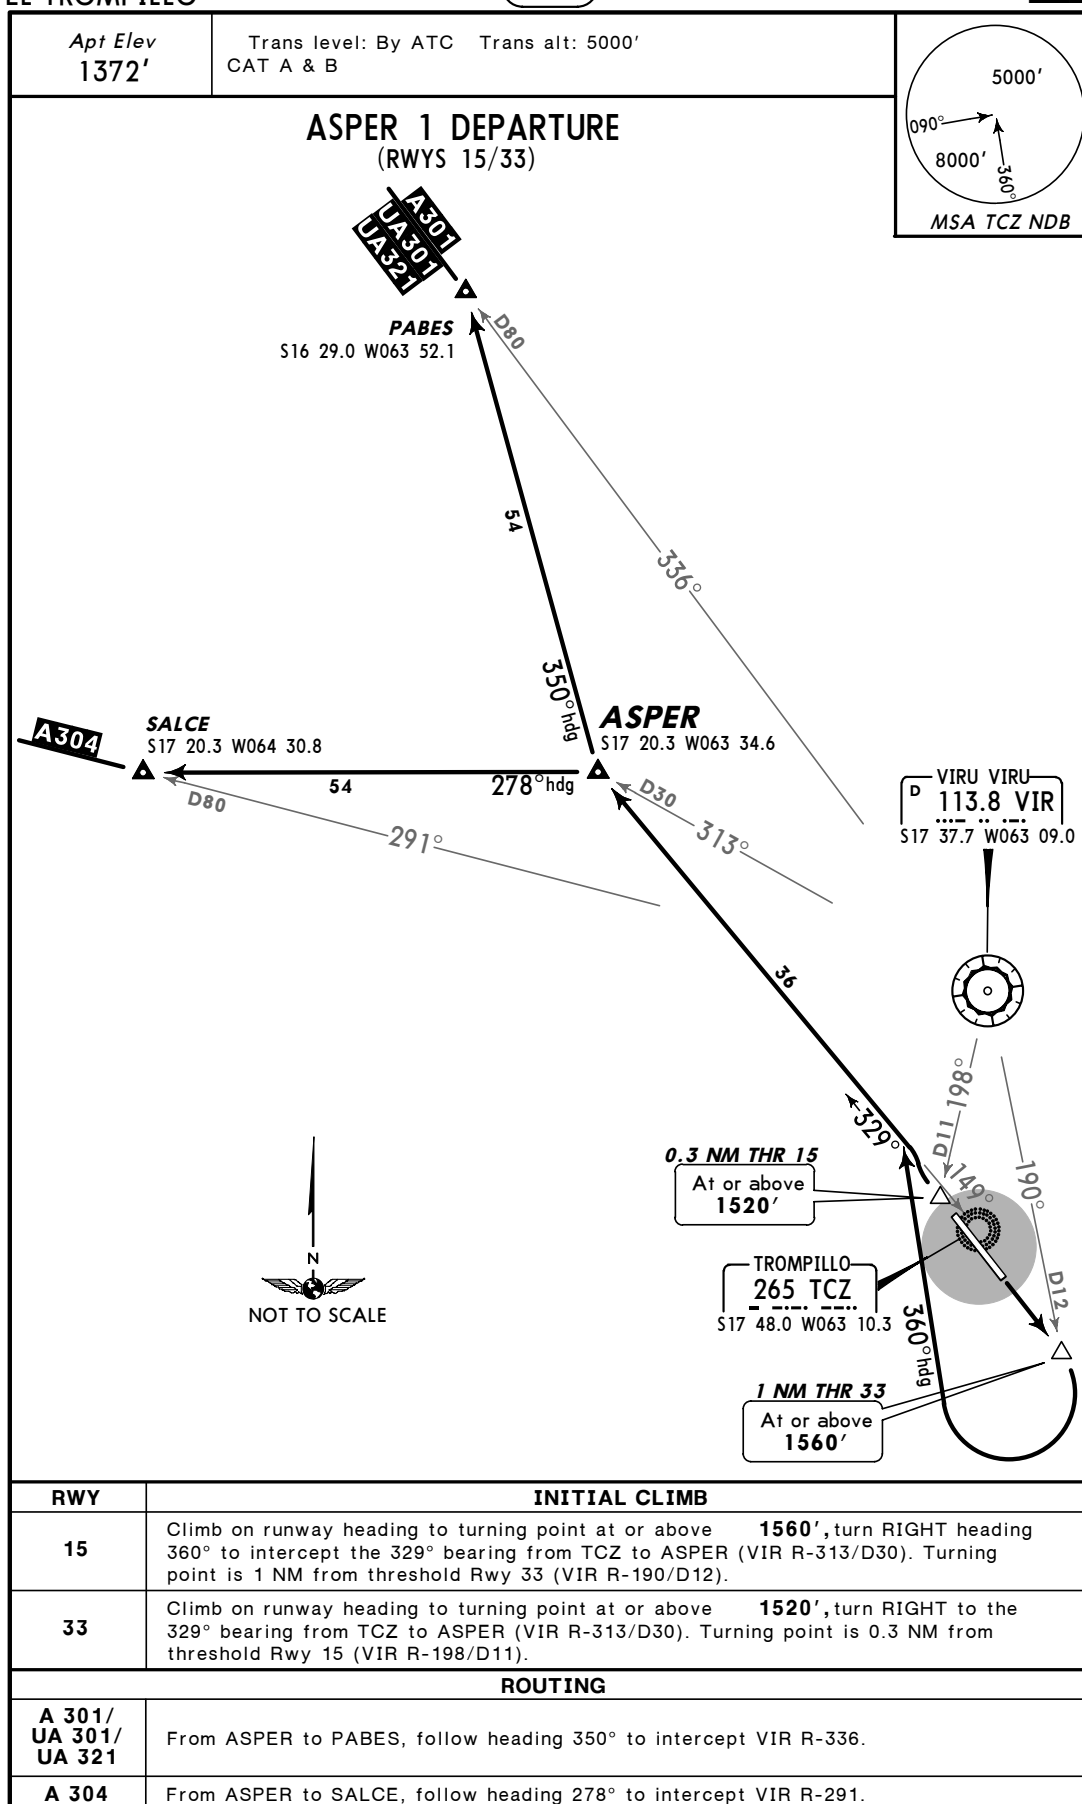 Apt Elev
1372'
Trans level: By ATC Trans alt: 5000'
CAT A & B
5000'
090°
8000'
360°
MSA TCZ NDB
ASPER 1 DEPARTURE
(RWYS 15/33)
A301
UA301
UA321
PABES
S16 29.0 W063 52.1
D80
54
336°
350°hdg
A304
SALCE
S17 20.3 W064 30.8
ASPER
S17 20.3 W063 34.6
D80
54
278°hdg
D30
313°
291°
VIRU VIRU
D 113.8 VIR
S17 37.7 W063 09.0
36
198°
D11
329°
149°
190°
D12
0.3 NM THR 15
At or above
1520'
TROMPILLO
265 TCZ
S17 48.0 W063 10.3
360°hdg
N
NOT TO SCALE
1 NM THR 33
At or above
1560'
RWY INITIAL CLIMB
15
Climb on runway heading to turning point at or above 1560', turn RIGHT heading
360° to intercept the 329° bearing from TCZ to ASPER (VIR R-313/D30). Turning
point is 1 NM from threshold Rwy 33 (VIR R-190/D12).
33
Climb on runway heading to turning point at or above 1520', turn RIGHT to the
329° bearing from TCZ to ASPER (VIR R-313/D30). Turning point is 0.3 NM from
threshold Rwy 15 (VIR R-198/D11).
ROUTING
A 301/
UA 301/
UA 321
From ASPER to PABES, follow heading 350° to intercept VIR R-336.
A 304 From ASPER to SALCE, follow heading 278° to intercept VIR R-291.